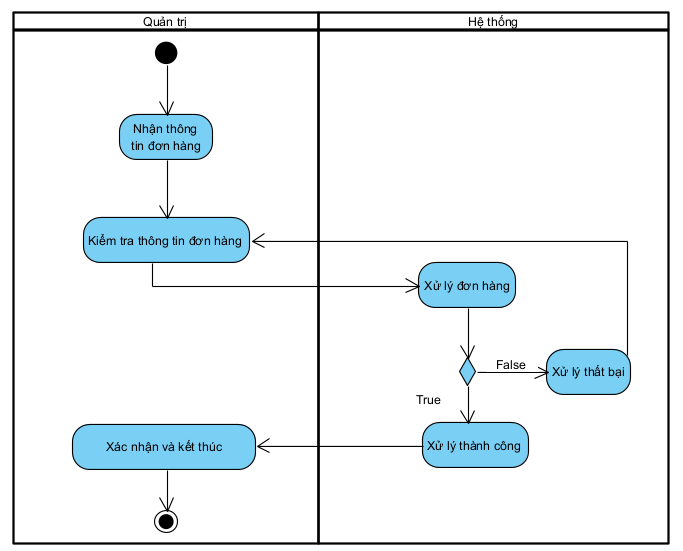 Quản trị
Hệ thống
Nhận thông
tin đơn hàng
Kiểm tra thông tin đơn hàng
Xử lý đơn hàng
False
Xử lý thất bại
True
Xác nhận và kết thúc
Xử lý thành công